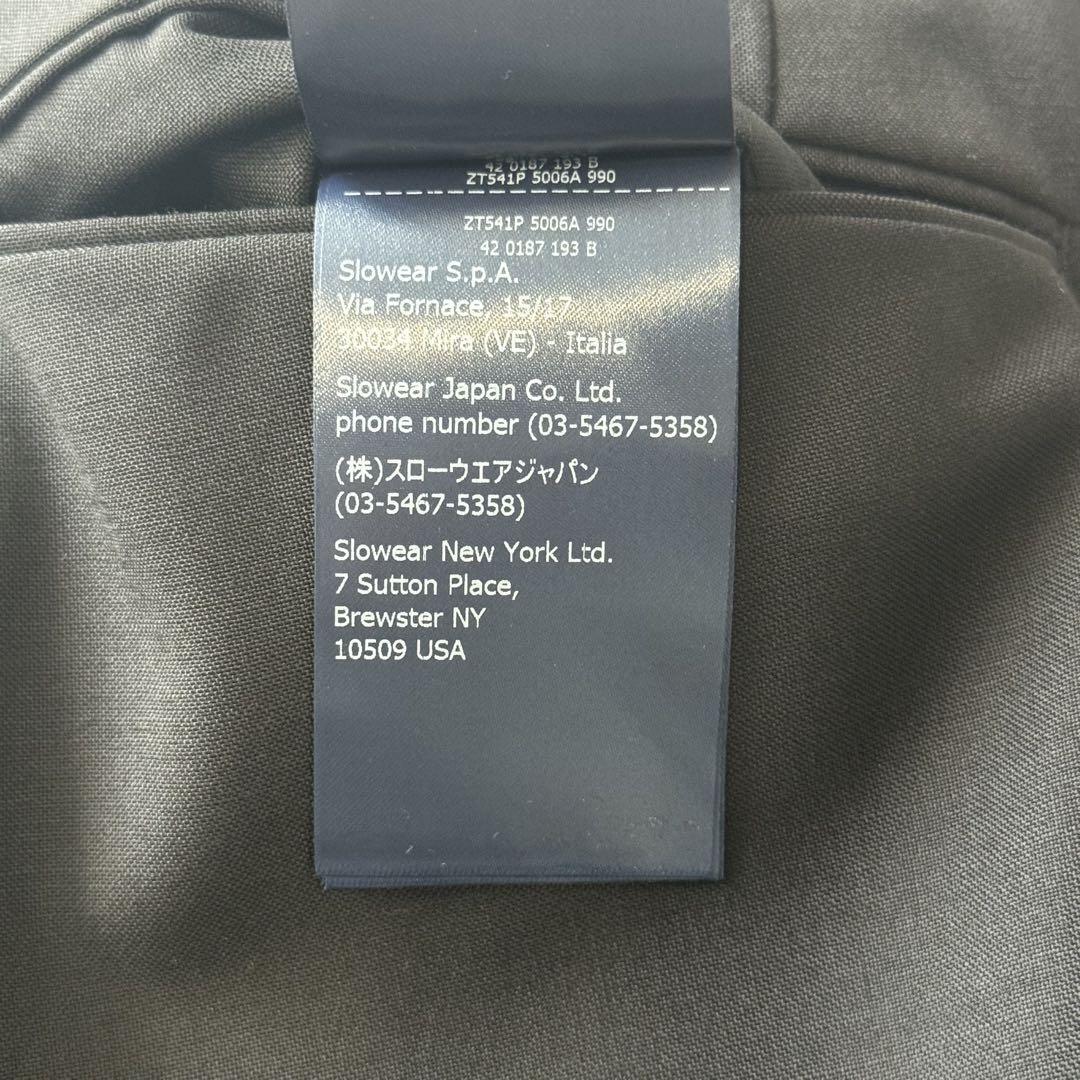 42 0187 193 B
ZT541P 5006A 990
ZT541P 5006A 990
42 0187 193 B
Slowear S.p.A.
Via Fornace 15/17
30034 Mira (VE) - Italia
Slowear Japan Co. Ltd.
phone number (03-5467-5358)
(株)スローウエアジャパン
(03-5467-5358)
Slowear New York Ltd.
7 Sutton Place,
Brewster NY
10509 USA